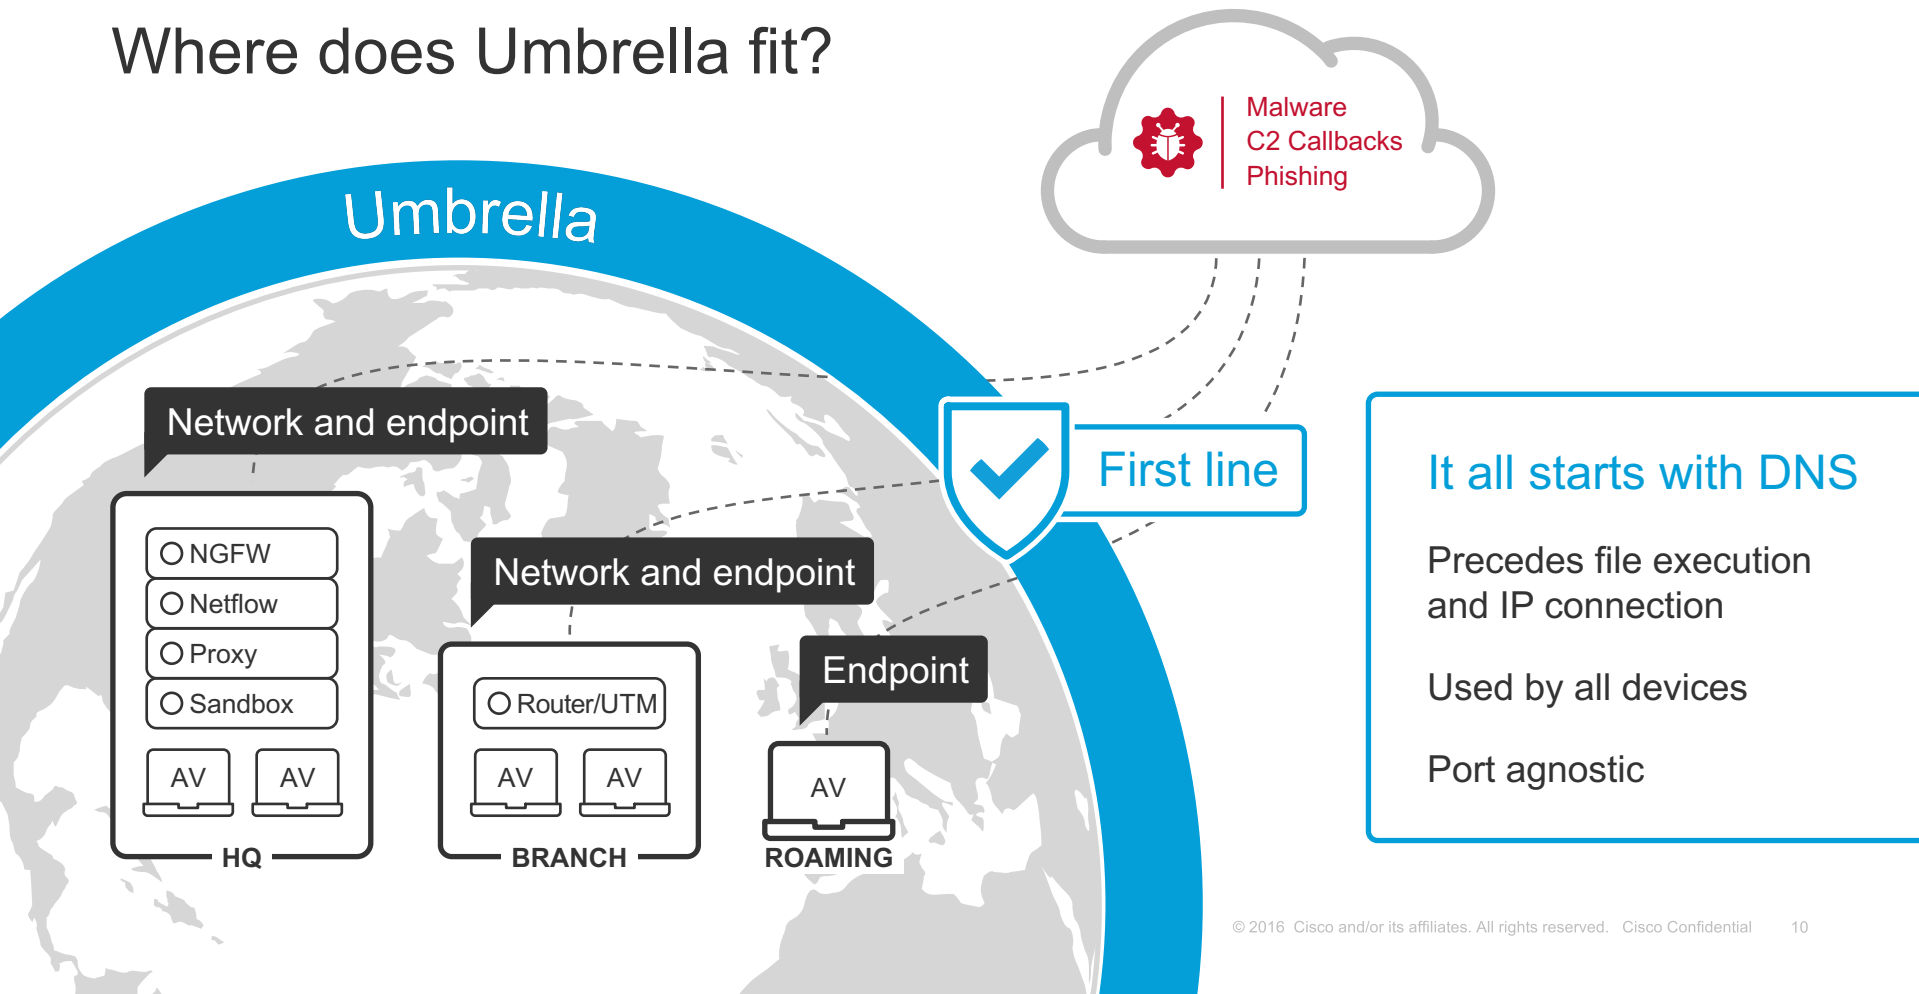 Where does Umbrella fit?
Malware
C2 Callbacks
Phishing
Umbrella
Network and endpoint
NGFW
Netflow
Proxy
Sandbox
AV
AV
HQ
Network and endpoint
Router/UTM
AV
AV
BRANCH
Endpoint
AV
ROAMING
First line
It all starts with DNS
Precedes file execution
and IP connection
Used by all devices
Port agnostic
© 2016 Cisco and/or its affiliates. All rights reserved. Cisco Confidential 10